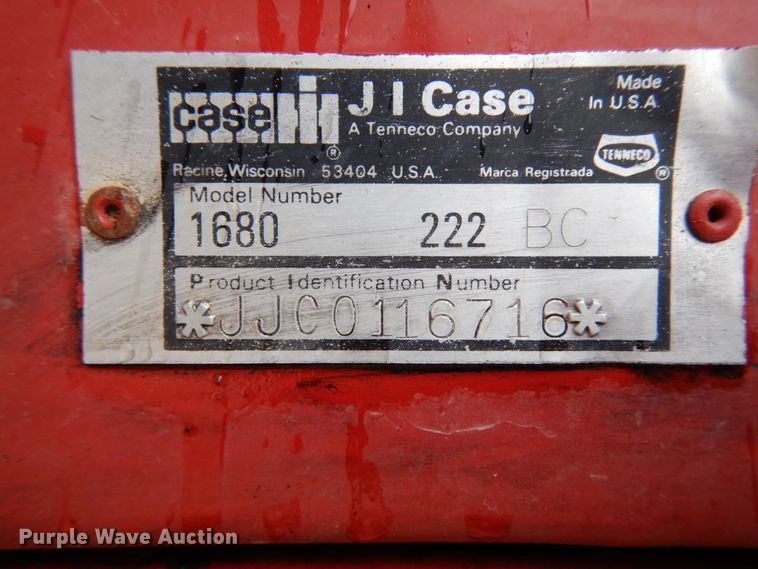 case IH ®
J I Case
A Tenneco Company
Made
In U.S.A.
TENNECO ®
Racine, Wisconsin 53404 U.S.A. Marca Registrada
Model Number
1680 222 BC
Product Identification Number
*JJC0116716*
Purple Wave Auction